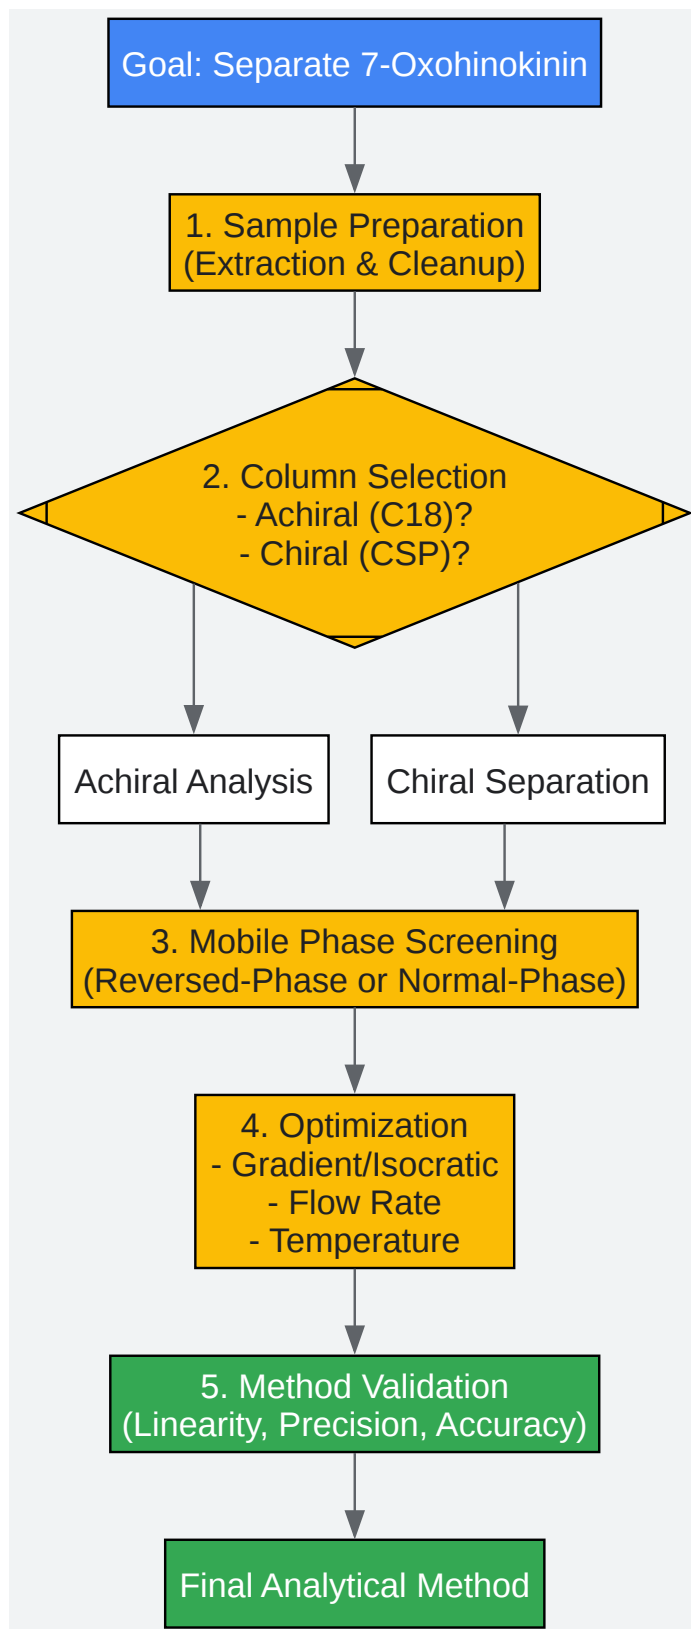 Goal: Separate 7-Oxohinokinin
1. Sample Preparation
(Extraction & Cleanup)
2. Column Selection
- Achiral (C18)?
- Chiral (CSP)?
Achiral Analysis
Chiral Separation
3. Mobile Phase Screening
(Reversed-Phase or Normal-Phase)
4. Optimization
- Gradient/Isocratic
- Flow Rate
- Temperature
5. Method Validation
(Linearity, Precision, Accuracy)
Final Analytical Method